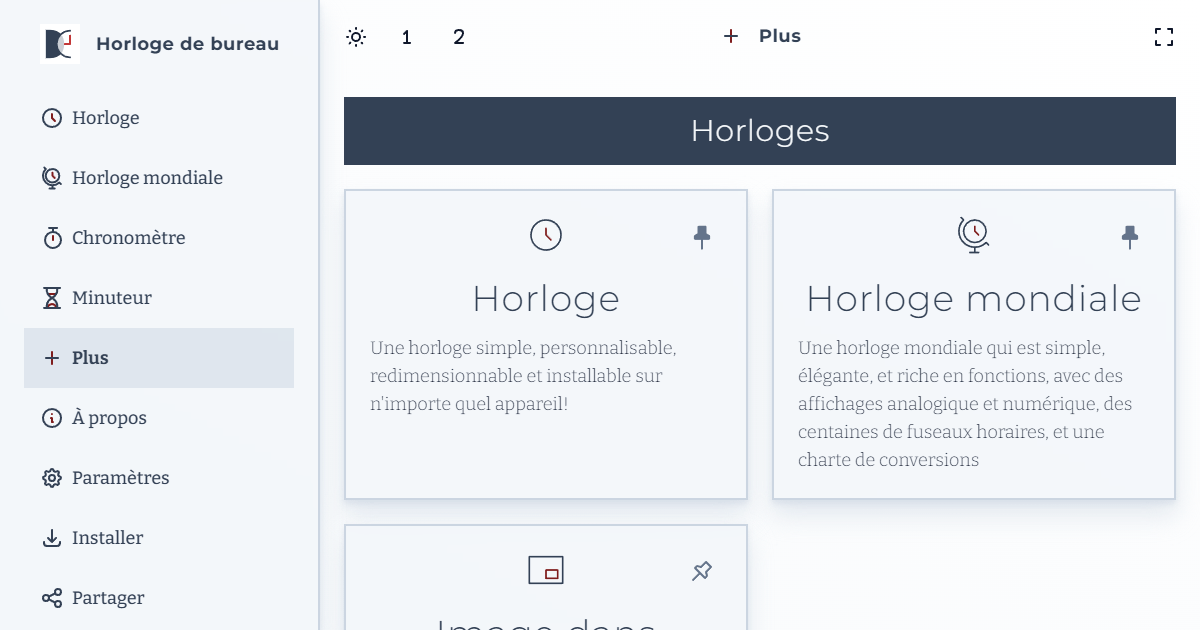 Horloge de bureau
Horloge
Horloge mondiale
Chronomètre
Minuteur
Plus
À propos
Paramètres
Installer
Partager
1 2
Plus
Horloges
Horloge
Une horloge simple, personnalisable,
redimensionnable et installable sur
n'importe quel appareil!
Horloge mondiale
Une horloge mondiale qui est simple,
élégante, et riche en fonctions, avec des
affichages analogique et numérique, des
centaines de fuseaux horaires, et une
charte de conversions
Image dans